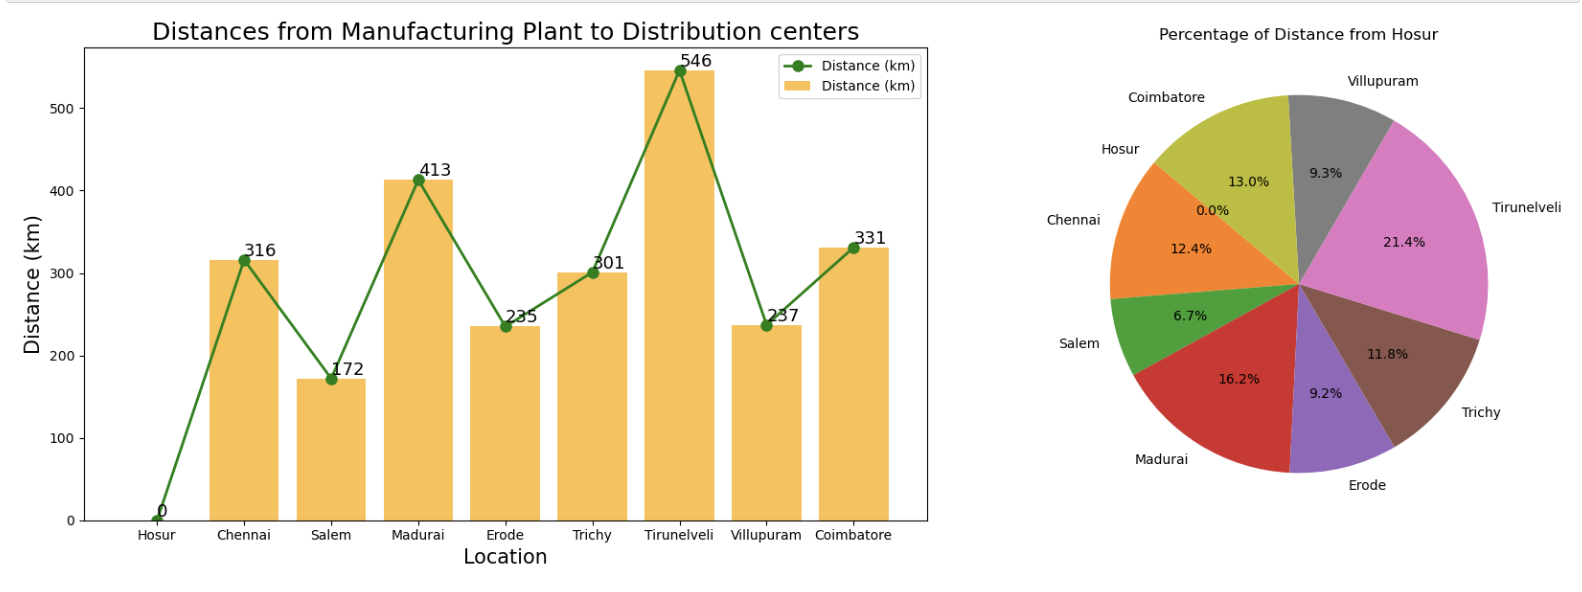 Distances from Manufacturing Plant to Distribution centers
Distance (km)
Distance (km)
Distance (km)
500
400
300
200
100
0
0
316
172
413
235
301
546
237
331
Hosur
Chennai
Salem
Madurai
Erode
Trichy
Tirunelveli
Villupuram
Coimbatore
Location
Percentage of Distance from Hosur
Villupuram
Coimbatore
Hosur
Chennai
Salem
Madurai
Erode
Trichy
Tirunelveli
9.3%
13.0%
0.0%
12.4%
6.7%
16.2%
9.2%
11.8%
21.4%